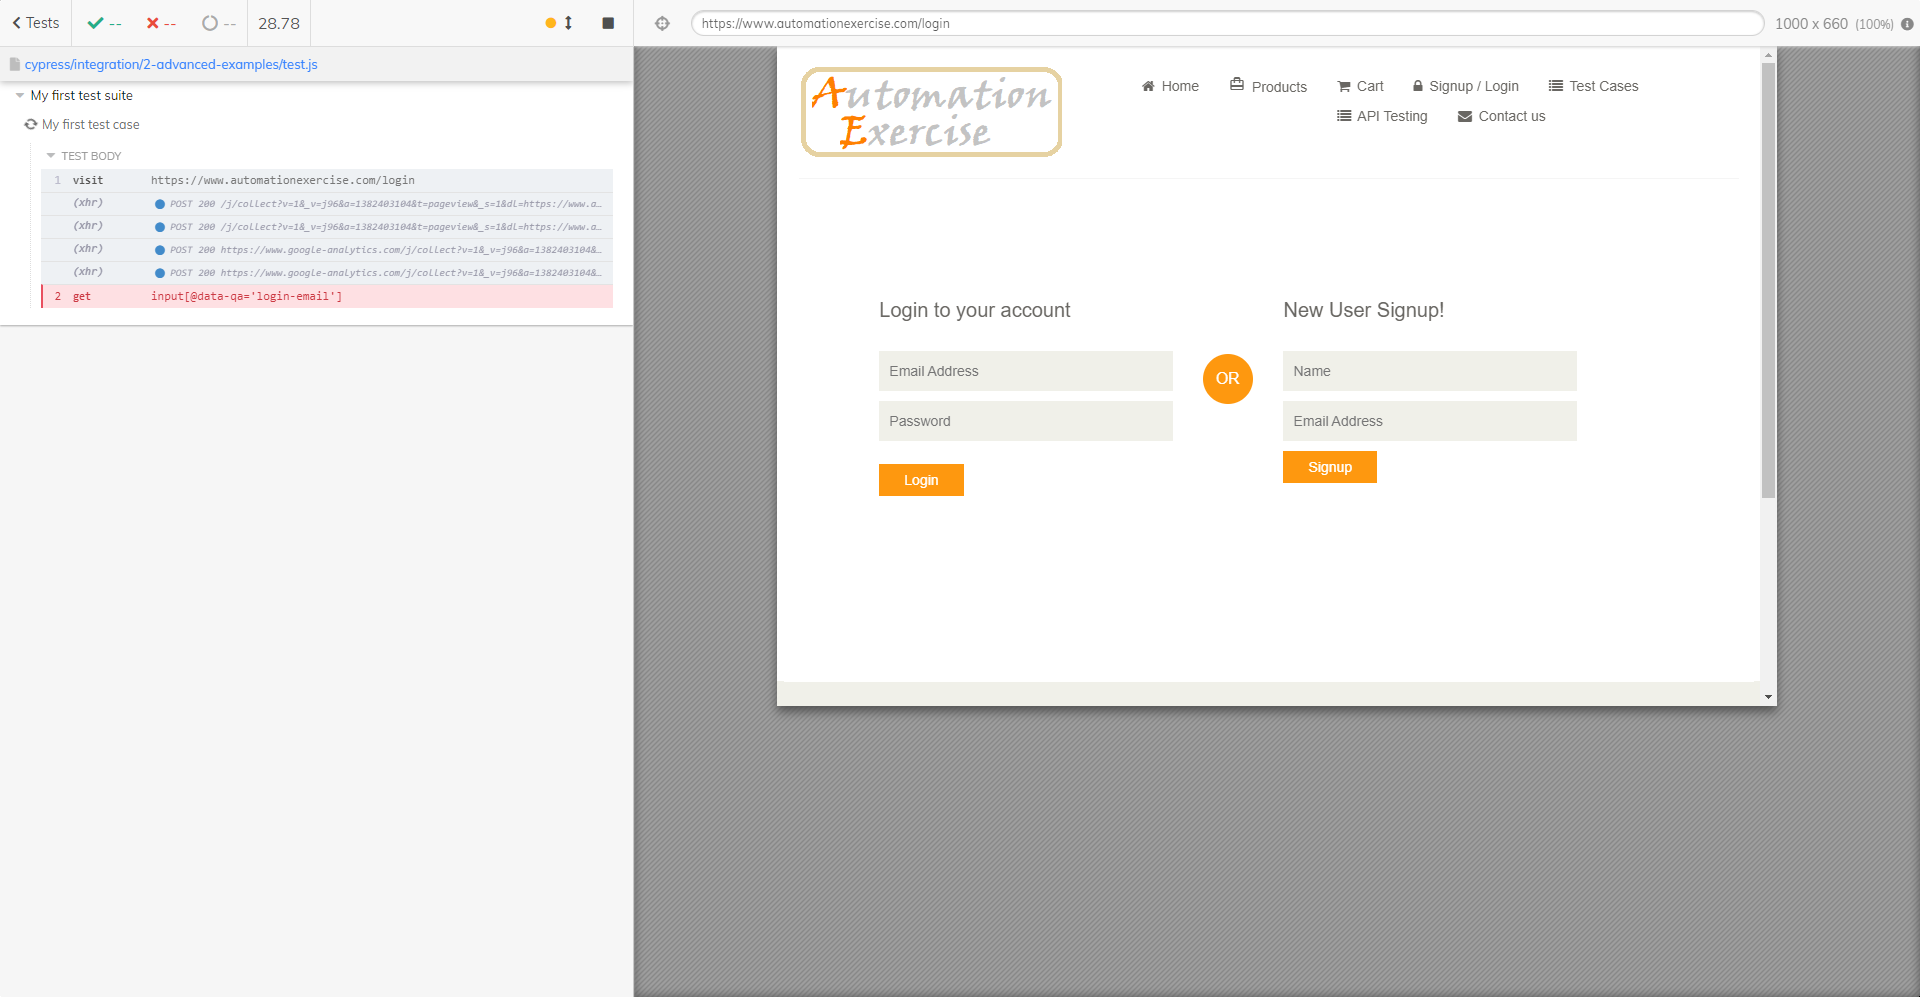 Tests
--
--
--
28.78
https://www.automationexercise.com/login
1000 x 660 (100%)
cypress/integration/2-advanced-examples/test.js
My first test suite
My first test case
TEST BODY
1 visit https://www.automationexercise.com/login
(xhr) POST 200 /j/collect?v=1&_v=j96&a=1382403104&t=pageview&_s=1&dl=https://www.a…
(xhr) POST 200 /j/collect?v=1&_v=j96&a=1382403104&t=pageview&_s=1&dl=https://www.a…
(xhr) POST 200 https://www.google-analytics.com/j/collect?v=1&_v=j96&a=1382403104&…
(xhr) POST 200 https://www.google-analytics.com/j/collect?v=1&_v=j96&a=1382403104&…
2 get input[@data-qa='login-email']
Automation
Exercise
Home
Products
Cart
Signup / Login
Test Cases
API Testing
Contact us
Login to your account
Email Address
Password
Login
OR
New User Signup!
Name
Email Address
Signup